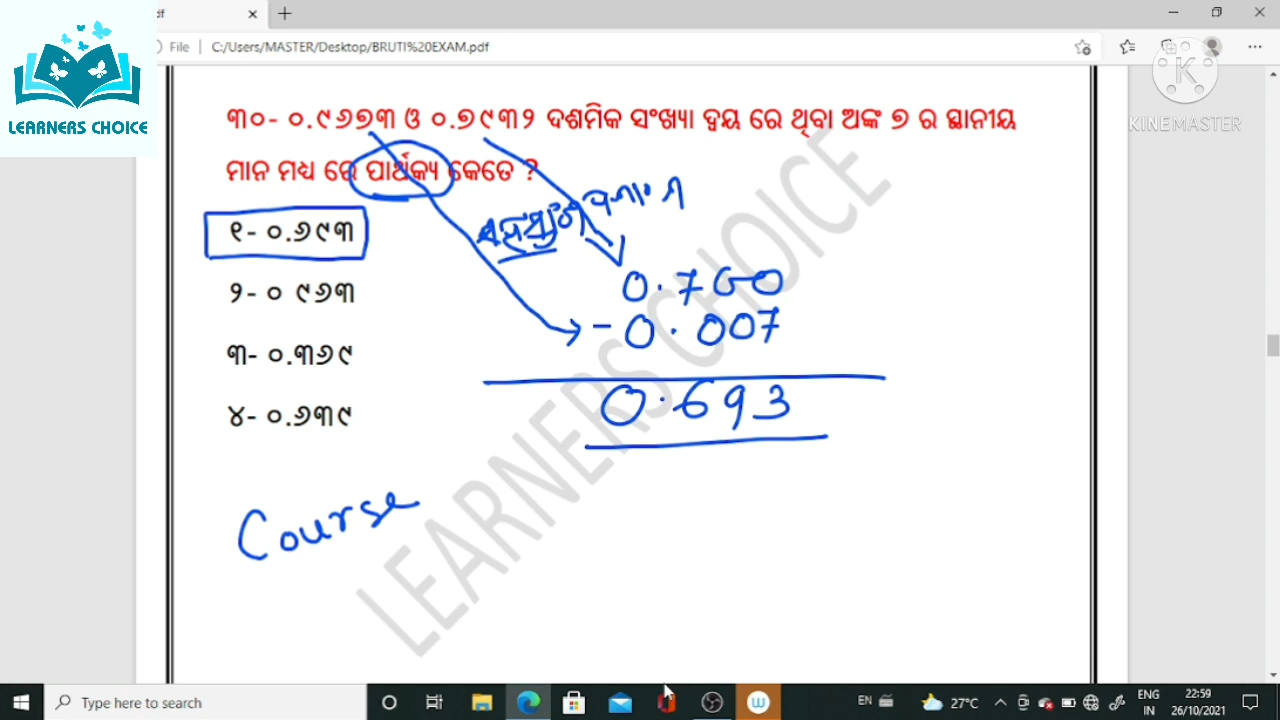 df
File C:/Users/MASTER/Desktop/BRUTI%20EXAM.pdf
LEARNERS CHOICE
K
KINEMASTER
୩୦- ୦.୯୬୭୩ ଓ ୦.୭୯୩୨ ଦଶମିକ ସଂଖ୍ୟା ଦ୍ଵୟ ରେ ଥିବା ଅଙ୍କ ୭ ର ସ୍ଥାନୀୟ
ମାନ ମଧ୍ୟ ରେ ପାର୍ଥକ୍ୟ କେତେ ?
୧- ୦.୬୯୩
୨- ୦ ୯୬୩
୩- ୦.୩୬୯
୪- ୦.୬୩୯
0.700
-0.007
0.693
Course
LEARNERS CHOICE
Type here to search
27°C
ENG
IN
22:59
26/10/2021